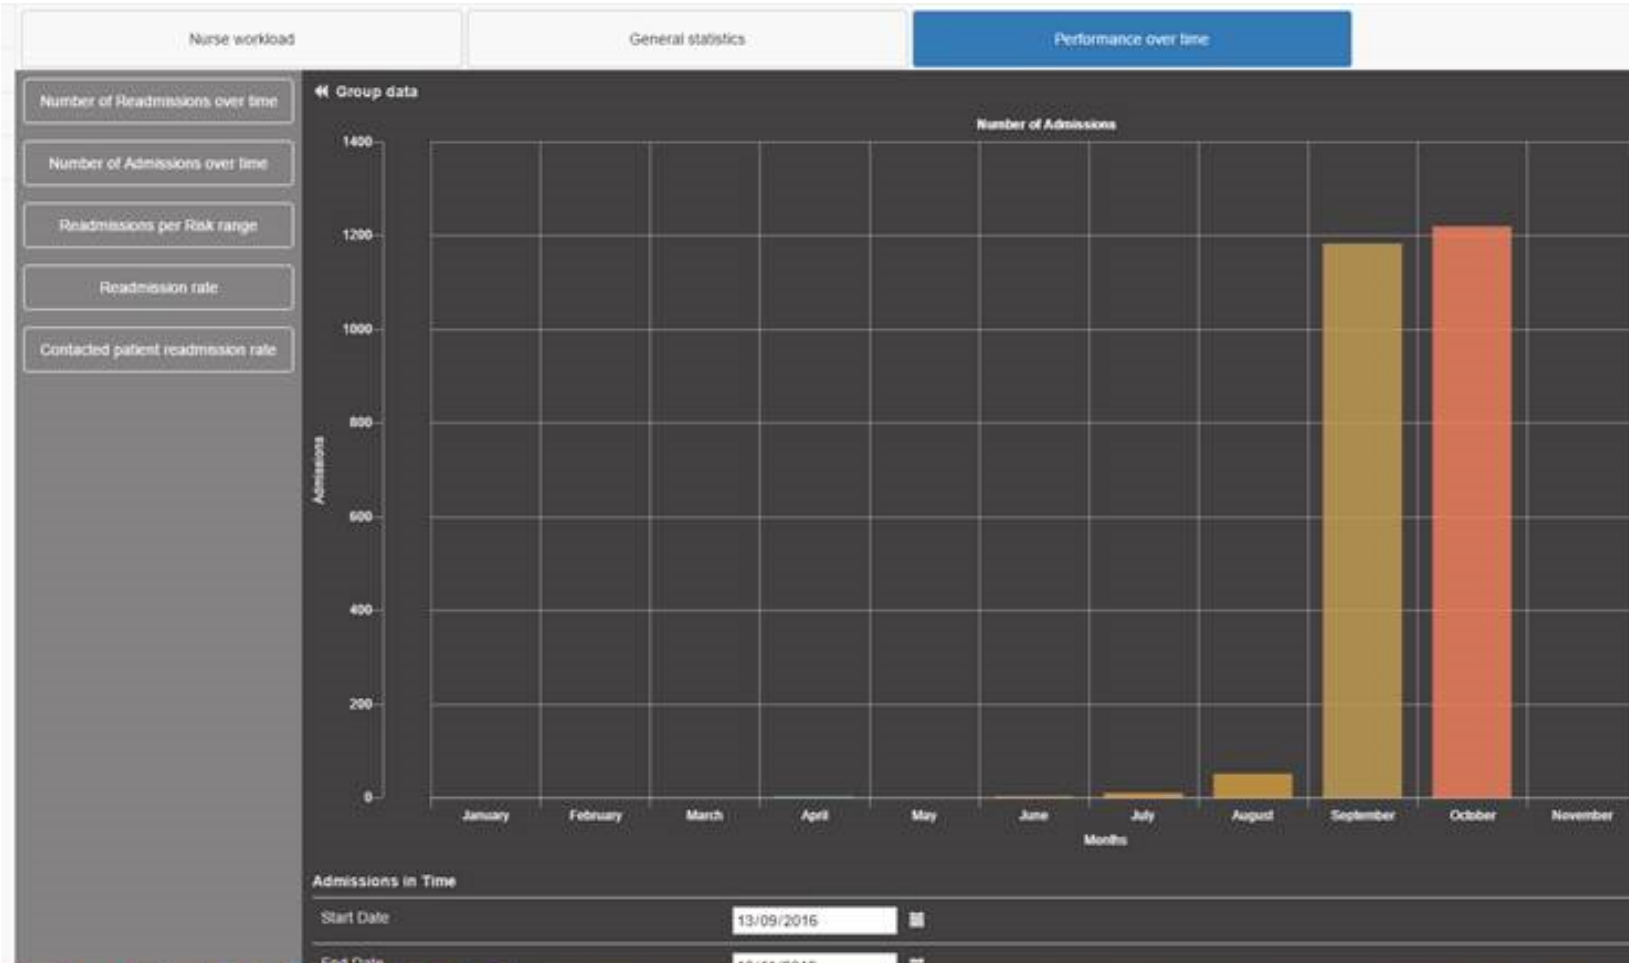 Nurse workload
General statistics
Performance over time
Number of Readmissions over time
Number of Admissions over time
Readmissions per Risk range
Readmission rate
Contacted patient readmission rate
Group data
Number of Admissions
1400
1200
1000
800
600
400
200
0
Admissions
January February March April May June July August September October November
Months
Admissions in Time
Start Date 13/09/2016
End Date